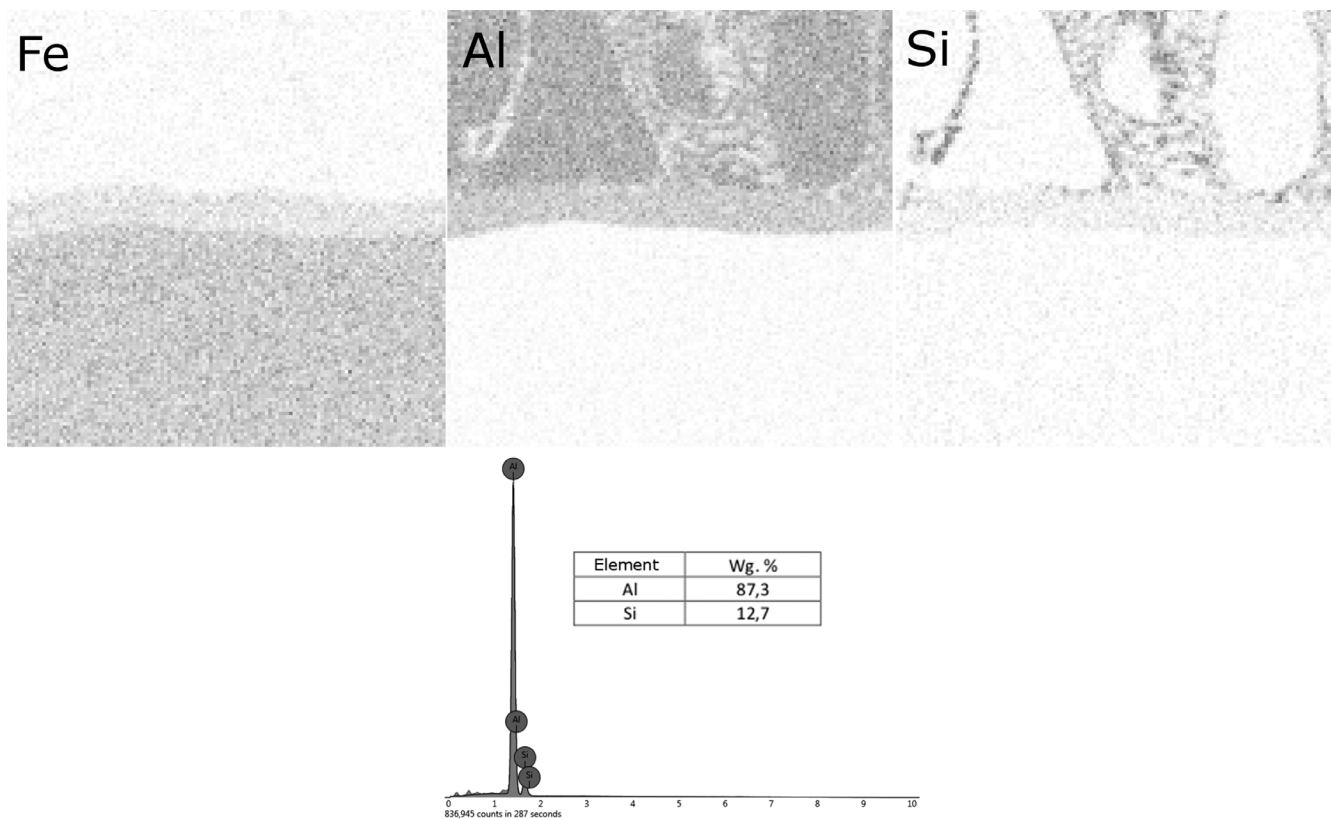 Fe
Al
Si
Al
Al
Si
Si
Element Wg. %
Al 87,3
Si 12,7
0 1 2 3 4 5 6 7 8 9 10
836,945 counts in 287 seconds